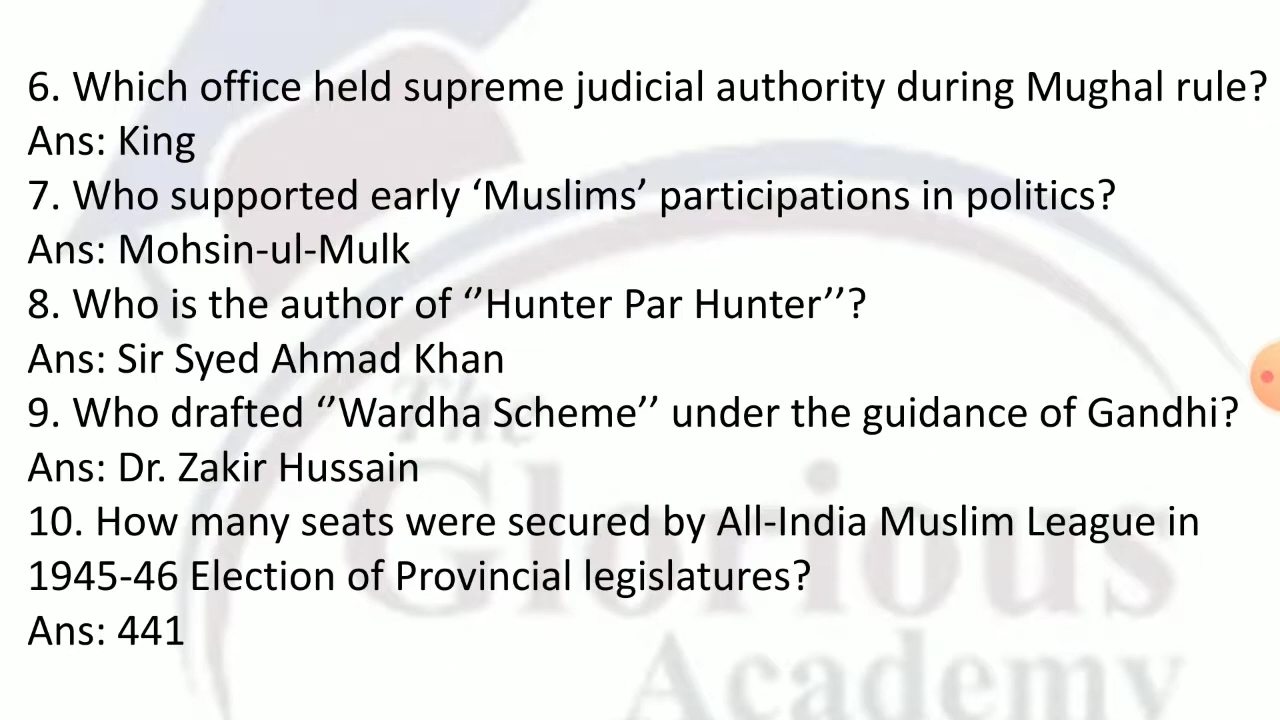 6. Which office held supreme judicial authority during Mughal rule?
Ans: King
7. Who supported early ‘Muslims’ participations in politics?
Ans: Mohsin-ul-Mulk
8. Who is the author of ‘’Hunter Par Hunter’’?
Ans: Sir Syed Ahmad Khan
9. Who drafted ‘’Wardha Scheme’’ under the guidance of Gandhi?
Ans: Dr. Zakir Hussain
10. How many seats were secured by All-India Muslim League in
1945-46 Election of Provincial legislatures?
Ans: 441
The
Glorious
Academy